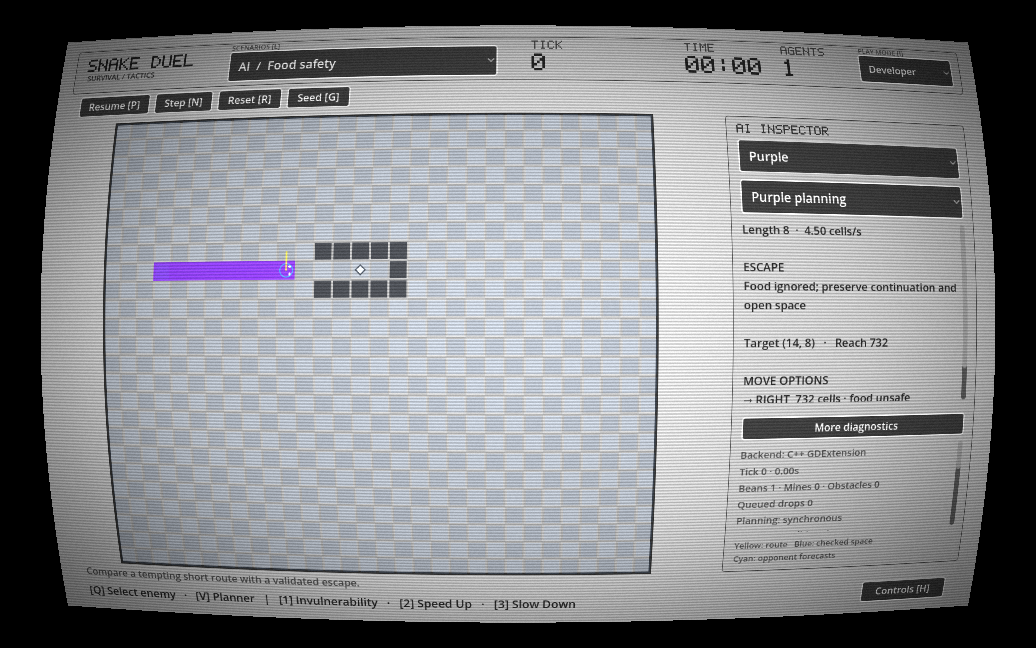 SNAKE DUEL
SURVIVAL / TACTICS
SCENARIOS [L]
AI / Food safety
TICK
0
TIME
00:00
AGENTS
1
PLAY MODE [I]
Developer
Resume [P]
Step [N]
Reset [R]
Seed [G]
AI INSPECTOR
Purple
Purple planning
Length 8 · 4.50 cells/s
ESCAPE
Food ignored; preserve continuation and
open space
Target (14, 8) · Reach 732
MOVE OPTIONS
→ RIGHT 732 cells · food unsafe
More diagnostics
Backend: C++ GDExtension
Tick 0 · 0.00s
Beans 1 · Mines 0 · Obstacles 0
Queued drops 0
Planning: synchronous
Yellow: route Blue: checked space
Cyan: opponent forecasts
Compare a tempting short route with a validated escape.
[Q] Select enemy · [V] Planner | [1] Invulnerability · [2] Speed Up · [3] Slow Down
Controls [H]